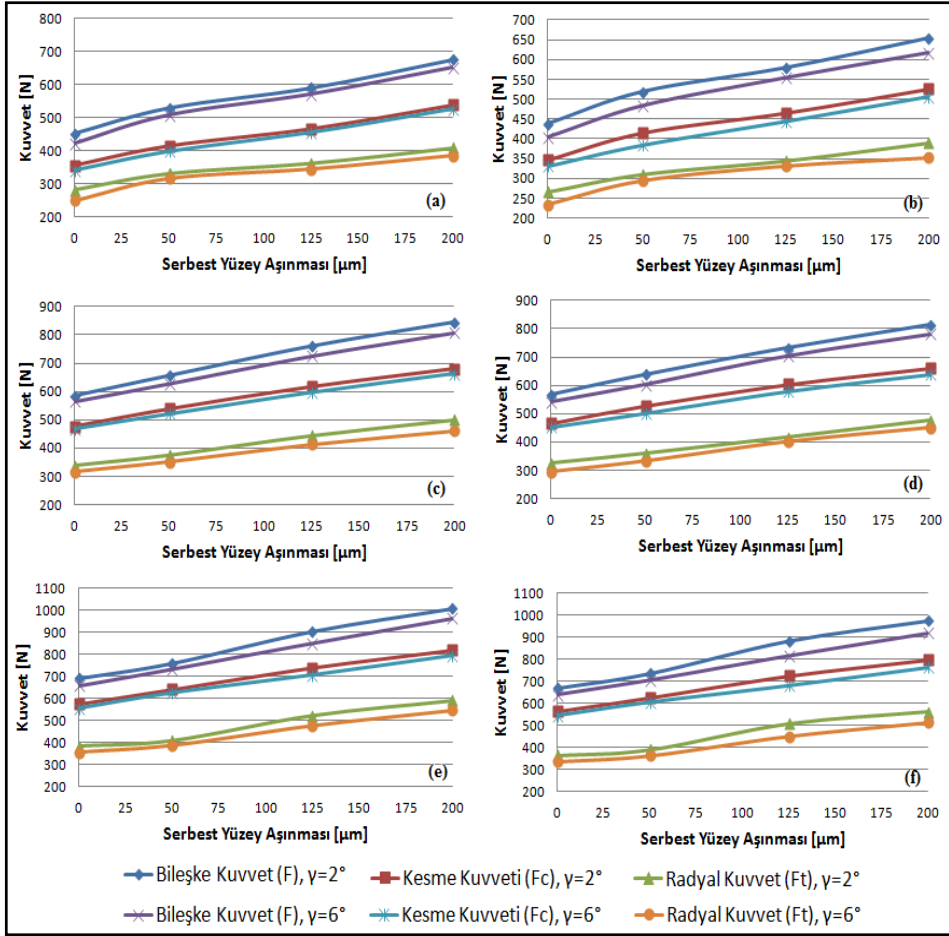 800
700
600
500
400
300
200
Kuvvet [N]
(a)
0 25 50 75 100 125 150 175 200
Serbest Yüzey Aşınması [µm]
700
650
600
550
500
450
400
350
300
250
200
Kuvvet [N]
(b)
0 25 50 75 100 125 150 175 200
Serbest Yüzey Aşınması [µm]
900
800
700
600
500
400
300
200
Kuvvet [N]
(c)
0 25 50 75 100 125 150 175 200
Serbest Yüzey Aşınması [µm]
900
800
700
600
500
400
300
200
Kuvvet [N]
(d)
0 25 50 75 100 125 150 175 200
Serbest Yüzey Aşınması [µm]
1100
1000
900
800
700
600
500
400
300
200
Kuvvet [N]
(e)
0 25 50 75 100 125 150 175 200
Serbest Yüzey Aşınması [µm]
1100
1000
900
800
700
600
500
400
300
200
Kuvvet [N]
(f)
0 25 50 75 100 125 150 175 200
Serbest Yüzey Aşınması [µm]
Bileşke Kuvvet (F), γ=2° Kesme Kuvveti (Fc), γ=2° Radyal Kuvvet (Ft), γ=2°
Bileşke Kuvvet (F), γ=6° Kesme Kuvveti (Fc), γ=6° Radyal Kuvvet (Ft), γ=6°